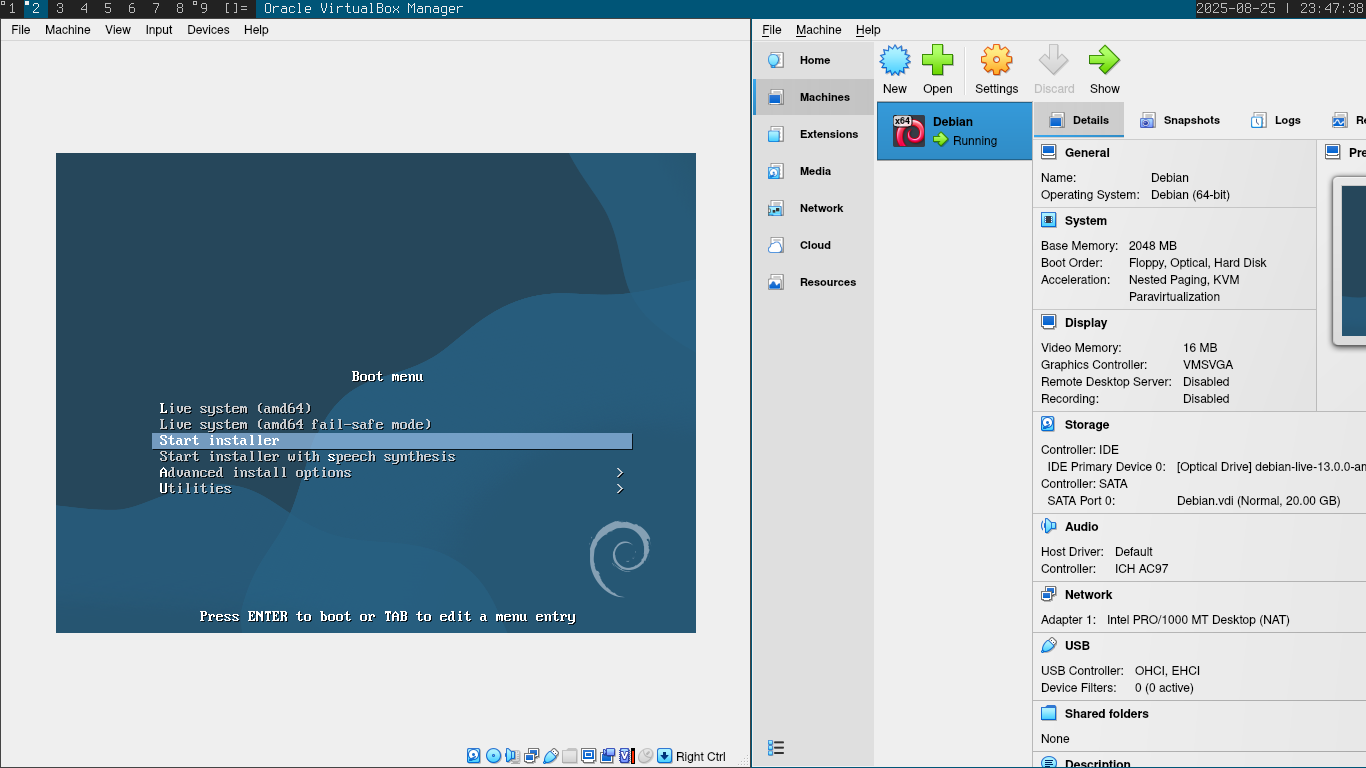 1 2 3 4 5 6 7 8 9 []= Oracle VirtualBox Manager 2025-08-25 | 23:47:38
File Machine View Input Devices Help
Boot menu
Live system (amd64)
Live system (amd64 fail-safe mode)
Start installer
Start installer with speech synthesis
Advanced install options >
Utilities >
Press ENTER to boot or TAB to edit a menu entry
Right Ctrl
File Machine Help
Home
Machines
Extensions
Media
Network
Cloud
Resources
New Open Settings Discard Show
x64
Debian
Running
Details Snapshots Logs Re
General
Name: Debian
Operating System: Debian (64-bit)
Pre
System
Base Memory: 2048 MB
Boot Order: Floppy, Optical, Hard Disk
Acceleration: Nested Paging, KVM
Paravirtualization
Display
Video Memory: 16 MB
Graphics Controller: VMSVGA
Remote Desktop Server: Disabled
Recording: Disabled
Storage
Controller: IDE
IDE Primary Device 0: [Optical Drive] debian-live-13.0.0-am
Controller: SATA
SATA Port 0: Debian.vdi (Normal, 20.00 GB)
Audio
Host Driver: Default
Controller: ICH AC97
Network
Adapter 1: Intel PRO/1000 MT Desktop (NAT)
USB
USB Controller: OHCI, EHCI
Device Filters: 0 (0 active)
Shared folders
None
Description